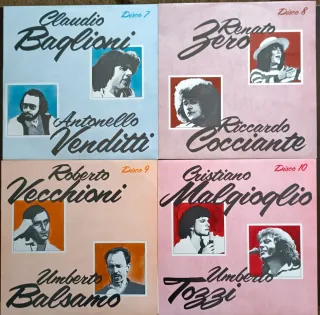 Claudio
Disco 7
Baglioni
Antonello
Venditti
Renato
Disco 8
Zero
Riccardo
Cocciante
Roberto
Disco 9
Vecchioni
Umberto
Balsamo
Cristiano
Disco 10
Malgioglio
Umberto
Tozzi